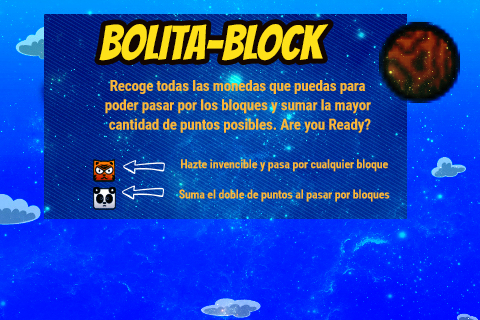 BOLITA-BLOCK
Recoge todas las monedas que puedas para
poder pasar por los bloques y sumar la mayor
cantidad de puntos posibles. Are you Ready?
Hazte invencible y pasa por cualquier bloque
Suma el doble de puntos al pasar por bloques